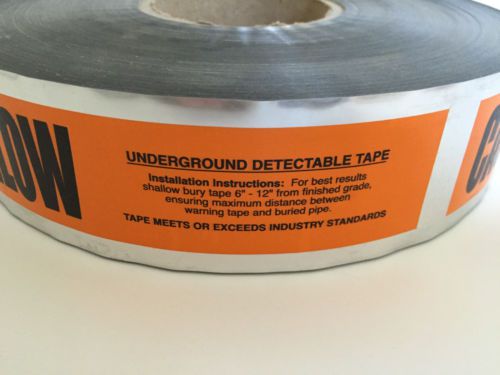 UNDERGROUND DETECTABLE TAPE
Installation Instructions: For best results
shallow bury tape 6" - 12" from finished grade,
ensuring maximum distance between
warning tape and buried pipe.
TAPE MEETS OR EXCEEDS INDUSTRY STANDARDS